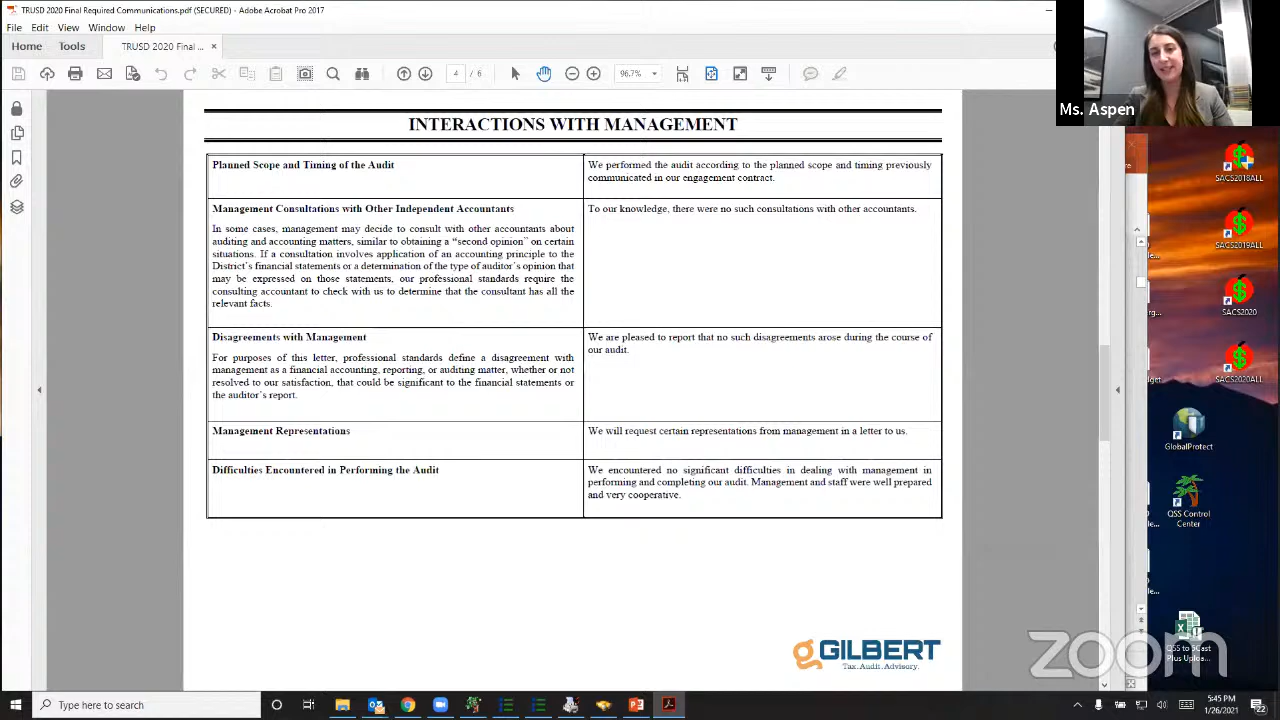 TRUSD 2020 Final Required Communications.pdf (SECURED) - Adobe Acrobat Pro 2017
File Edit View Window Help
Home Tools TRUSD 2020 Final ... ×
4 / 6 96.7%
Ms. Aspen
INTERACTIONS WITH MANAGEMENT
Planned Scope and Timing of the Audit
We performed the audit according to the planned scope and timing previously
communicated in our engagement contract.
Management Consultations with Other Independent Accountants
In some cases, management may decide to consult with other accountants about
auditing and accounting matters, similar to obtaining a “second opinion” on certain
situations. If a consultation involves application of an accounting principle to the
District’s financial statements or a determination of the type of auditor’s opinion that
may be expressed on those statements, our professional standards require the
consulting accountant to check with us to determine that the consultant has all the
relevant facts.
To our knowledge, there were no such consultations with other accountants.
Disagreements with Management
For purposes of this letter, professional standards define a disagreement with
management as a financial accounting, reporting, or auditing matter, whether or not
resolved to our satisfaction, that could be significant to the financial statements or
the auditor’s report.
We are pleased to report that no such disagreements arose during the course of
our audit.
Management Representations
We will request certain representations from management in a letter to us.
Difficulties Encountered in Performing the Audit
We encountered no significant difficulties in dealing with management in
performing and completing our audit. Management and staff were well prepared
and very cooperative.
GILBERT
Tax.Audit.Advisory.
SACS2018ALL
SACS2019ALL
SACS2020
SACS2020ALL
GlobalProtect
QSS Control
Center
QSS to SCast
Plus Uploa...
zoom
Type here to search
5:45 PM
1/26/2021
22